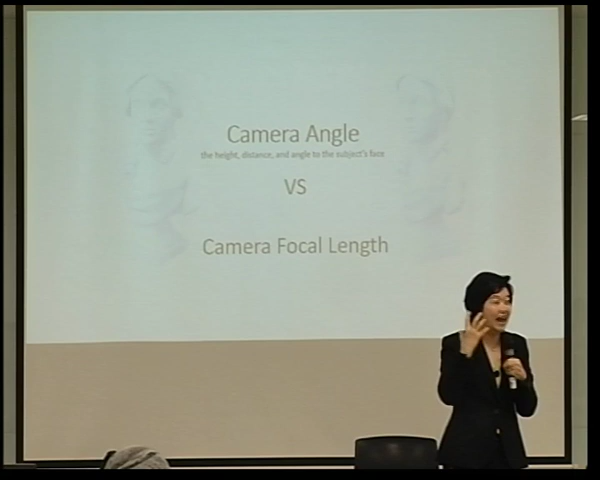 Camera Angle
the height, distance, and angle to the subject's face
VS
Camera Focal Length